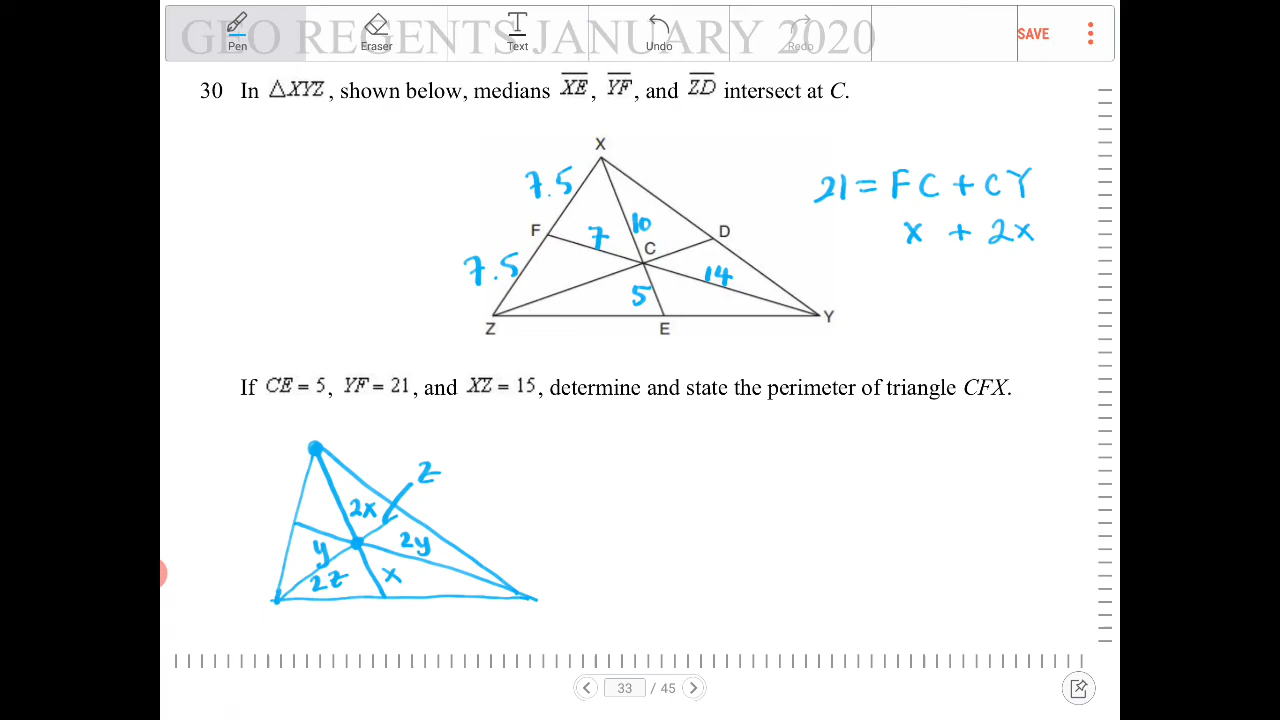 GEO REGENTS JANUARY 2020
Pen
Eraser
Text
Undo
Redo
SAVE
30 In △XYZ, shown below, medians XE, YF, and ZD intersect at C.
X
7.5
21 = FC + CY
x + 2x
F
7
10
D
C
7.5
14
5
Z
E
Y
If CE = 5, YF = 21, and XZ = 15, determine and state the perimeter of triangle CFX.
z
2x
y
2y
2z
x
33 / 45